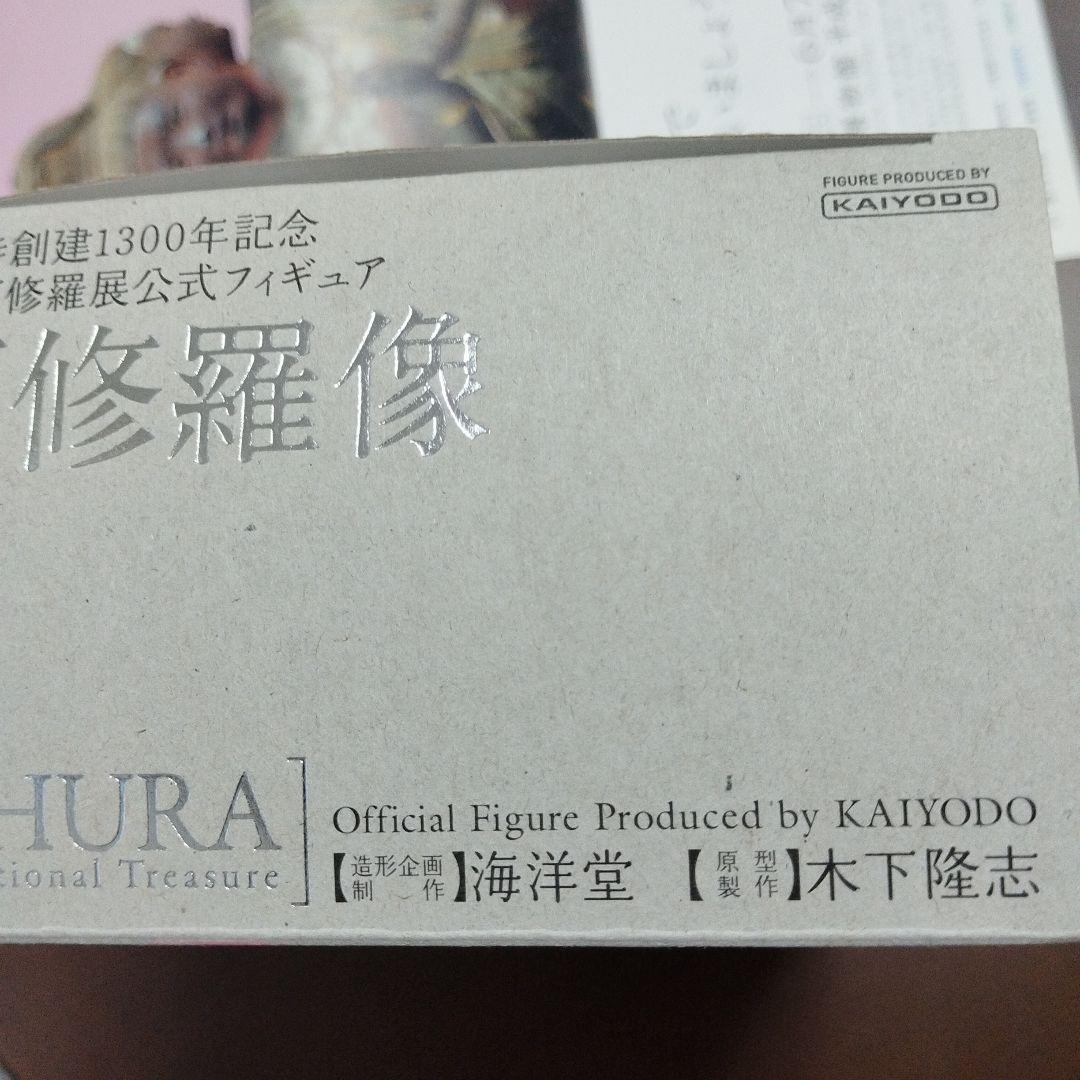 FIGURE PRODUCED BY
KAIYODO
創建1300年記念
修羅展公式フィギュア
修羅像
HURA
tional Treasure
Official Figure Produced by KAIYODO
【造形企画制作】海洋堂 【原型製作】木下隆志